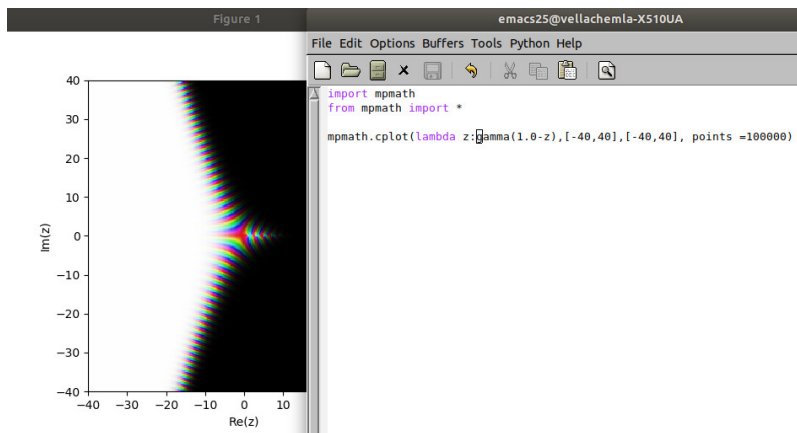 Figure 1
emacs25@vellachemla-X510UA
File Edit Options Buffers Tools Python Help
import mpmath
from mpmath import *
mpmath.cplot(lambda z:gamma(1.0-z),[-40,40],[-40,40], points =100000)
40
30
20
10
0
−10
−20
−30
−40
Im(z)
−40 −30 −20 −10 0 10
Re(z)